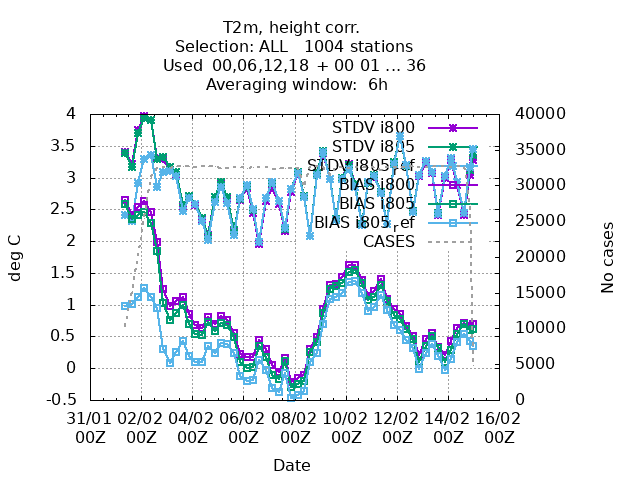 T2m, height corr.
Selection: ALL 1004 stations
Used 00,06,12,18 + 00 01 ... 36
Averaging window: 6h
4
3.5
3
2.5
2
1.5
1
0.5
0
-0.5
deg C
40000
35000
30000
25000
20000
15000
10000
5000
0
No cases
STDV i800
STDV i805
STDV i805_ref
BIAS i800
BIAS i805
BIAS i805_ref
CASES
31/01 02/02 04/02 06/02 08/02 10/02 12/02 14/02 16/02
00Z 00Z 00Z 00Z 00Z 00Z 00Z 00Z 00Z
Date